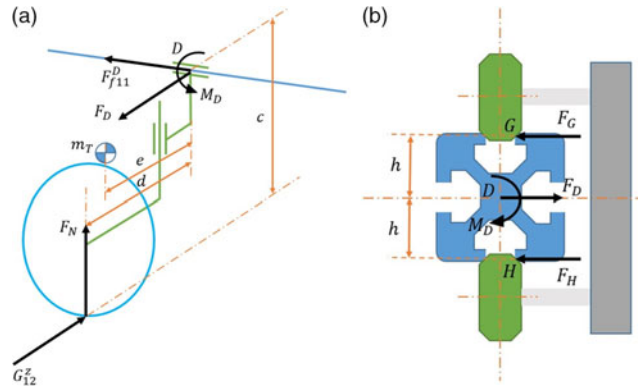 (a)
D
F_{f11}^{D}
M_D
F_D
c
m_T
e
d
F_N
G_{12}^{z}
(b)
G
F_G
h
D
F_D
h
M_D
H
F_H